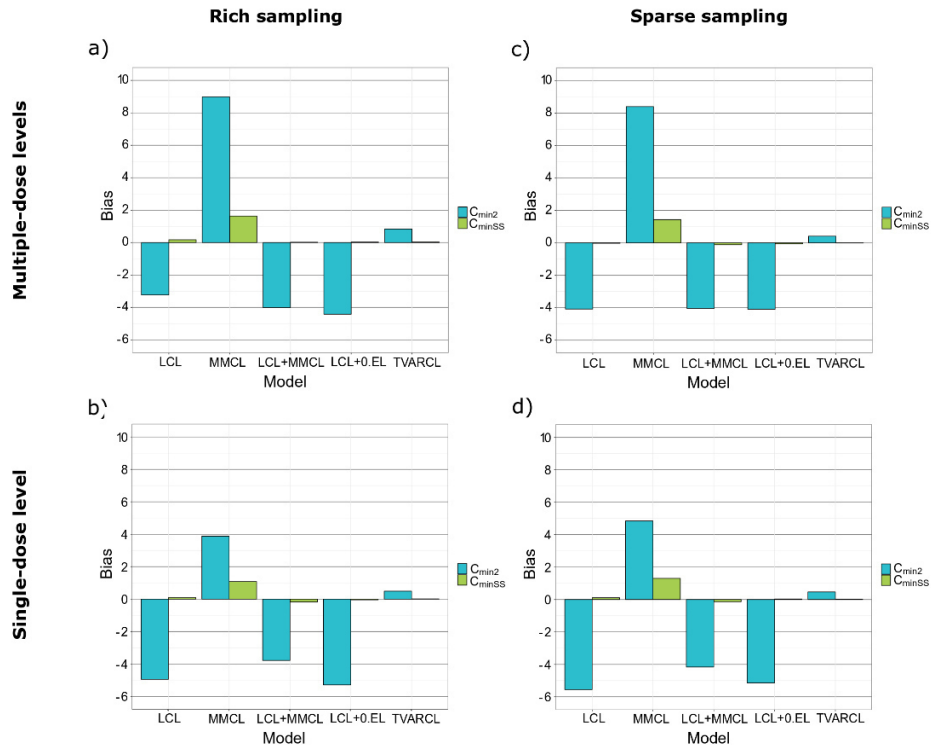 Rich sampling
Sparse sampling
Multiple-dose levels
Single-dose level
a)
10
8
6
4
2
0
-2
-4
-6
Bias
LCL MMCL LCL+MMCL LCL+0.EL TVARCL
Model
Cmin2
CminSS
c)
10
8
6
4
2
0
-2
-4
-6
Bias
LCL MMCL LCL+MMCL LCL+0.EL TVARCL
Model
Cmin2
CminSS
b)
10
8
6
4
2
0
-2
-4
-6
Bias
LCL MMCL LCL+MMCL LCL+0.EL TVARCL
Model
Cmin2
CminSS
d)
10
8
6
4
2
0
-2
-4
-6
Bias
LCL MMCL LCL+MMCL LCL+0.EL TVARCL
Model
Cmin2
CminSS